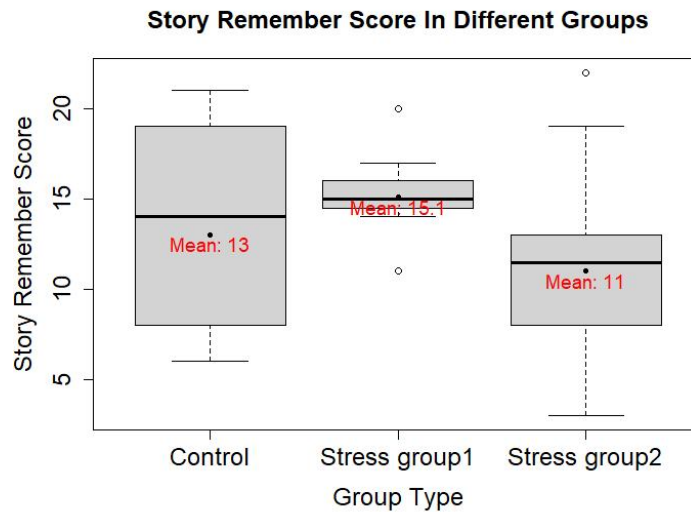 Story Remember Score In Different Groups
Story Remember Score
20
15
10
5
Mean: 13
Mean: 15.1
Mean: 11
Control Stress group1 Stress group2
Group Type